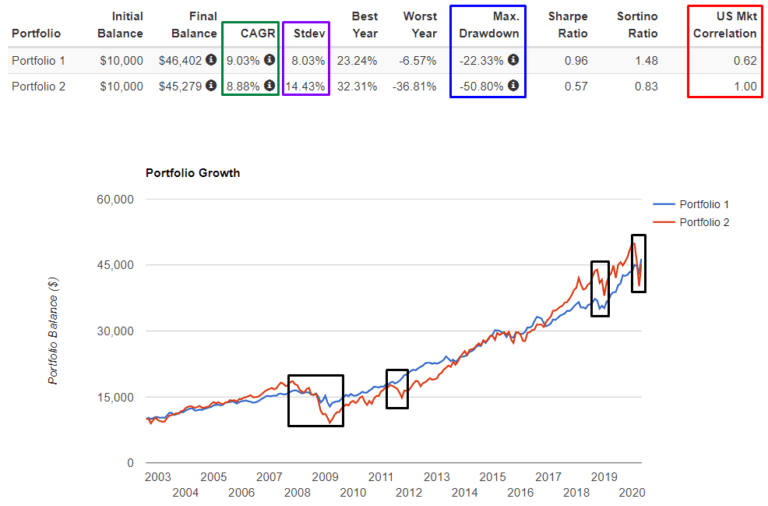 Portfolio Initial Balance Final Balance CAGR Stdev Best Year Worst Year Max. Drawdown Sharpe Ratio Sortino Ratio US Mkt Correlation
Portfolio 1 $10,000 $46,402 9.03% 8.03% 23.24% -6.57% -22.33% 0.96 1.48 0.62
Portfolio 2 $10,000 $45,279 8.88% 14.43% 32.31% -36.81% -50.80% 0.57 0.83 1.00
Portfolio Growth
60,000
45,000
30,000
15,000
0
Portfolio Balance ($)
Portfolio 1
Portfolio 2
2003 2005 2007 2009 2011 2013 2015 2017 2019
2004 2006 2008 2010 2012 2014 2016 2018 2020